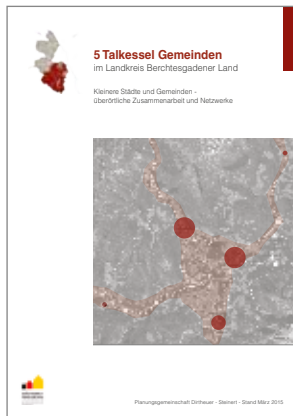 5 Talkessel Gemeinden
im Landkreis Berchtesgadener Land
Kleinere Städte und Gemeinden -
überörtliche Zusammenarbeit und Netzwerke
Planungsgemeinschaft Dirtheuer - Steinert - Stand März 2015